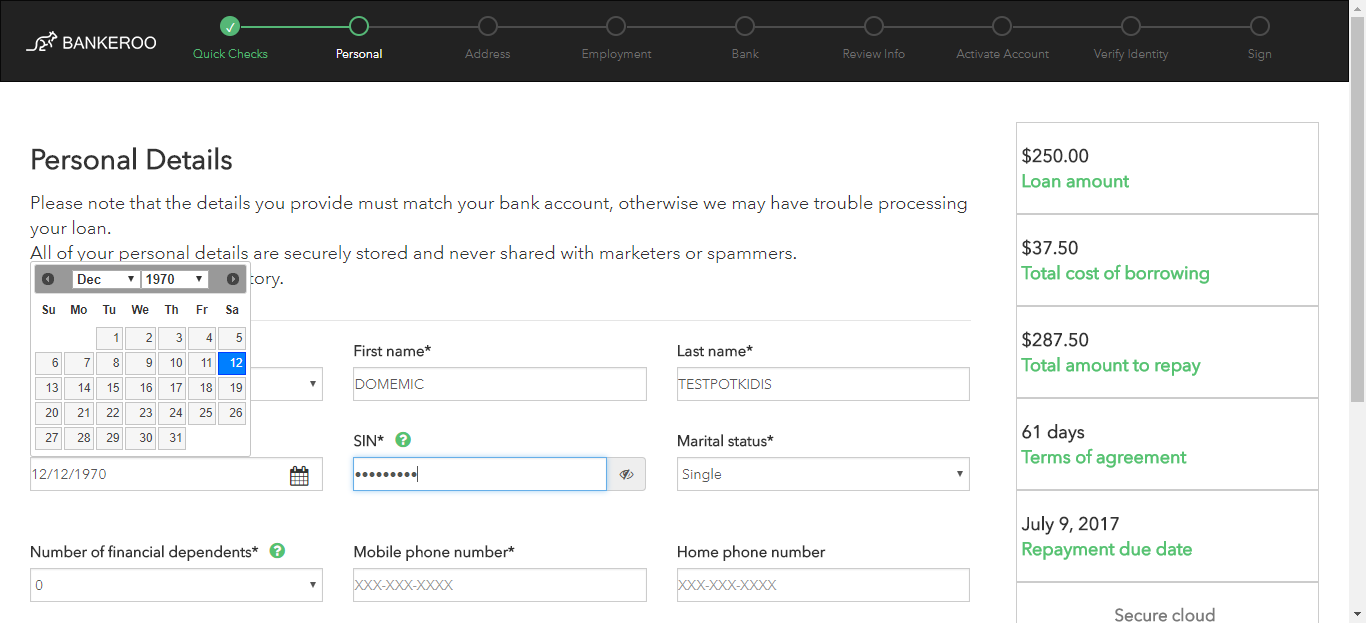 BANKEROO
Quick Checks
Personal
Address
Employment
Bank
Review Info
Activate Account
Verify Identity
Sign
Personal Details
Please note that the details you provide must match your bank account, otherwise we may have trouble processing
your loan.
All of your personal details are securely stored and never shared with marketers or spammers.
tory.
Dec 1970
Su Mo Tu We Th Fr Sa
1 2 3 4 5
6 7 8 9 10 11 12
13 14 15 16 17 18 19
20 21 22 23 24 25 26
27 28 29 30 31
First name*
DOMEMIC
Last name*
TESTPOTKIDIS
12/12/1970
SIN* ?
•••••••••
Marital status*
Single
Number of financial dependents* ?
0
Mobile phone number*
XXX-XXX-XXXX
Home phone number
XXX-XXX-XXXX
$250.00
Loan amount
$37.50
Total cost of borrowing
$287.50
Total amount to repay
61 days
Terms of agreement
July 9, 2017
Repayment due date
Secure cloud